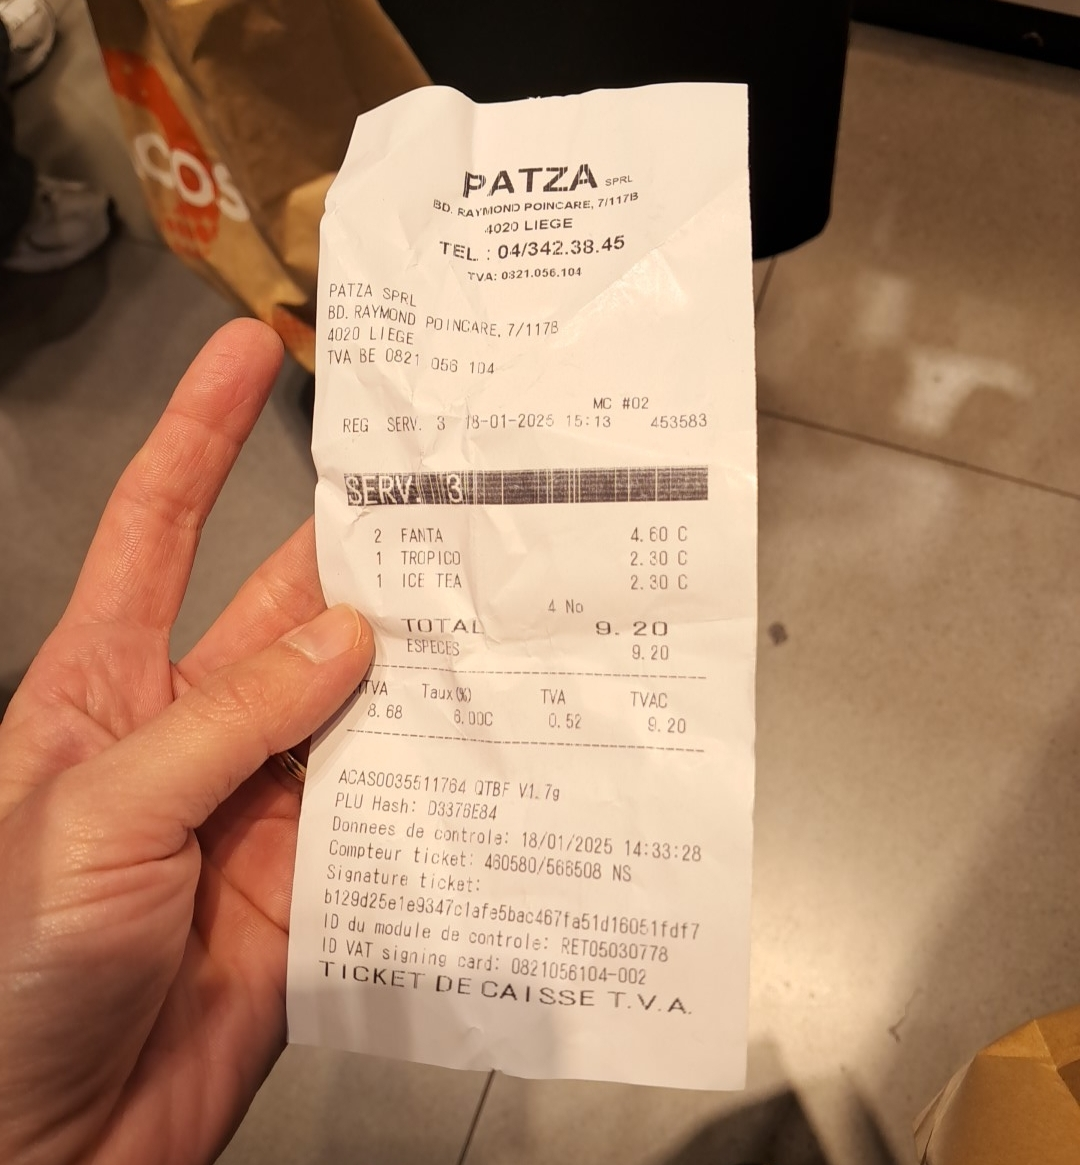 COS
PATZA SPRL
BD. RAYMOND POINCARE, 7/117B
4020 LIEGE
TEL. : 04/342.38.45
TVA: 0821.056.104
PATZA SPRL
BD. RAYMOND POINCARE, 7/117B
4020 LIEGE
TVA BE 0821 056 104
MC #02
REG SERV. 3 18-01-2025 15:13 453583
SERV. 3
2 FANTA 4.60 C
1 TROPICO 2.30 C
1 ICE TEA 2.30 C
4 No
TOTAL 9.20
ESPECES 9.20
TVA Taux(%) TVA TVAC
8.68 6.00C 0.52 9.20
ACAS0035511764 QTBF V1.7g
PLU Hash: D3376E84
Donnees de controle: 18/01/2025 14:33:28
Compteur ticket: 460580/566508 NS
Signature ticket:
b129d25e1e9347c1afe5bac467fa51d16051fdf7
ID du module de controle: RET05030778
ID VAT signing card: 0821056104-002
TICKET DE CAISSE T.V.A.